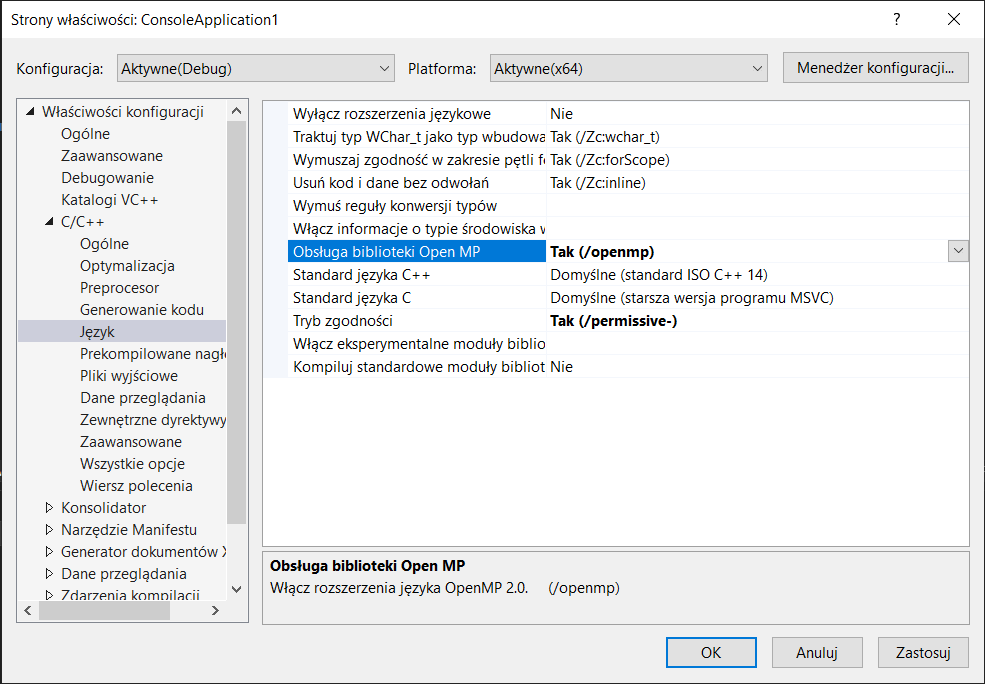 Strony właściwości: ConsoleApplication1
?
Konfiguracja: Aktywne(Debug) Platforma: Aktywne(x64) Menedżer konfiguracji...
Właściwości konfiguracji
Ogólne
Zaawansowane
Debugowanie
Katalogi VC++
C/C++
Ogólne
Optymalizacja
Preprocesor
Generowanie kodu
Język
Prekompilowane nagłó
Pliki wyjściowe
Dane przeglądania
Zewnętrzne dyrektywy
Zaawansowane
Wszystkie opcje
Wiersz polecenia
Konsolidator
Narzędzie Manifestu
Generator dokumentów X
Dane przeglądania
Zdarzenia kompilacji
Wyłącz rozszerzenia językowe Nie
Traktuj typ WChar_t jako typ wbudowa Tak (/Zc:wchar_t)
Wymuszaj zgodność w zakresie pętli fo Tak (/Zc:forScope)
Usuń kod i dane bez odwołań Tak (/Zc:inline)
Wymuś reguły konwersji typów
Włącz informacje o typie środowiska w
Obsługa biblioteki Open MP Tak (/openmp)
Standard języka C++ Domyślne (standard ISO C++ 14)
Standard języka C Domyślne (starsza wersja programu MSVC)
Tryb zgodności Tak (/permissive-)
Włącz eksperymentalne moduły biblio
Kompiluj standardowe moduły bibliot Nie
Obsługa biblioteki Open MP
Włącz rozszerzenia języka OpenMP 2.0. (/openmp)
OK Anuluj Zastosuj